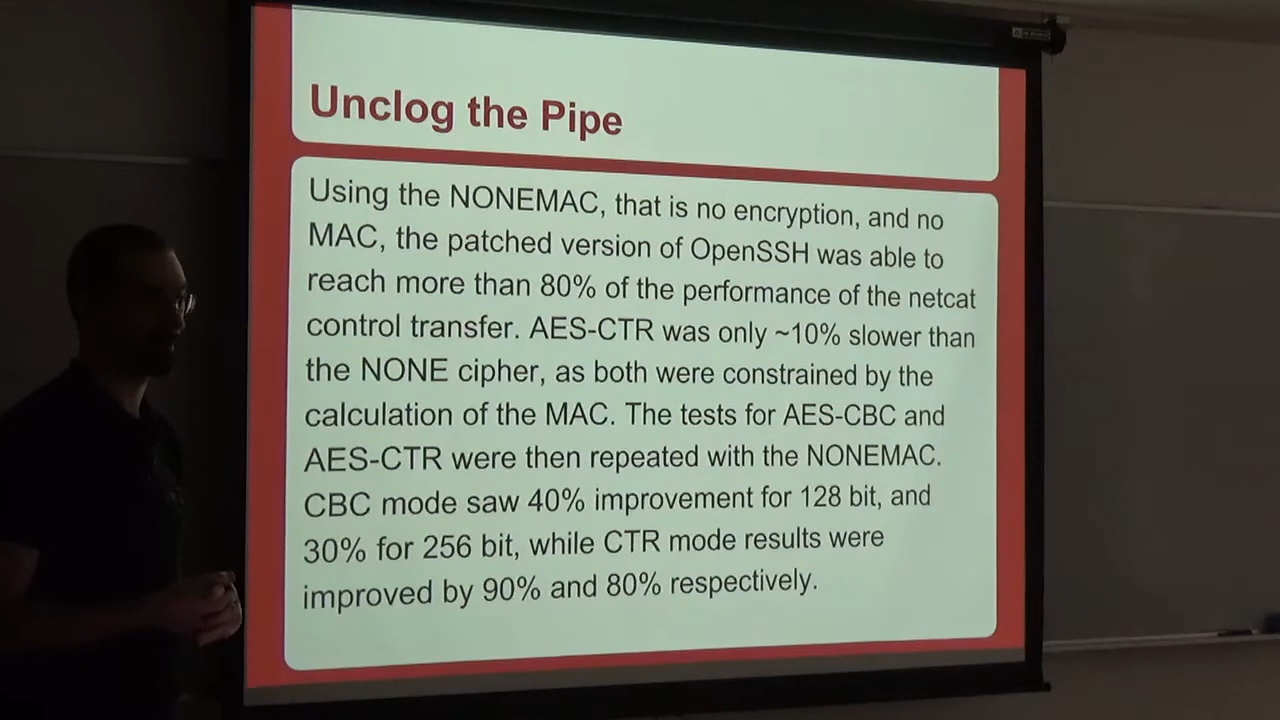 Unclog the Pipe
Using the NONEMAC, that is no encryption, and no
MAC, the patched version of OpenSSH was able to
reach more than 80% of the performance of the netcat
control transfer. AES-CTR was only ~10% slower than
the NONE cipher, as both were constrained by the
calculation of the MAC. The tests for AES-CBC and
AES-CTR were then repeated with the NONEMAC.
CBC mode saw 40% improvement for 128 bit, and
30% for 256 bit, while CTR mode results were
improved by 90% and 80% respectively.